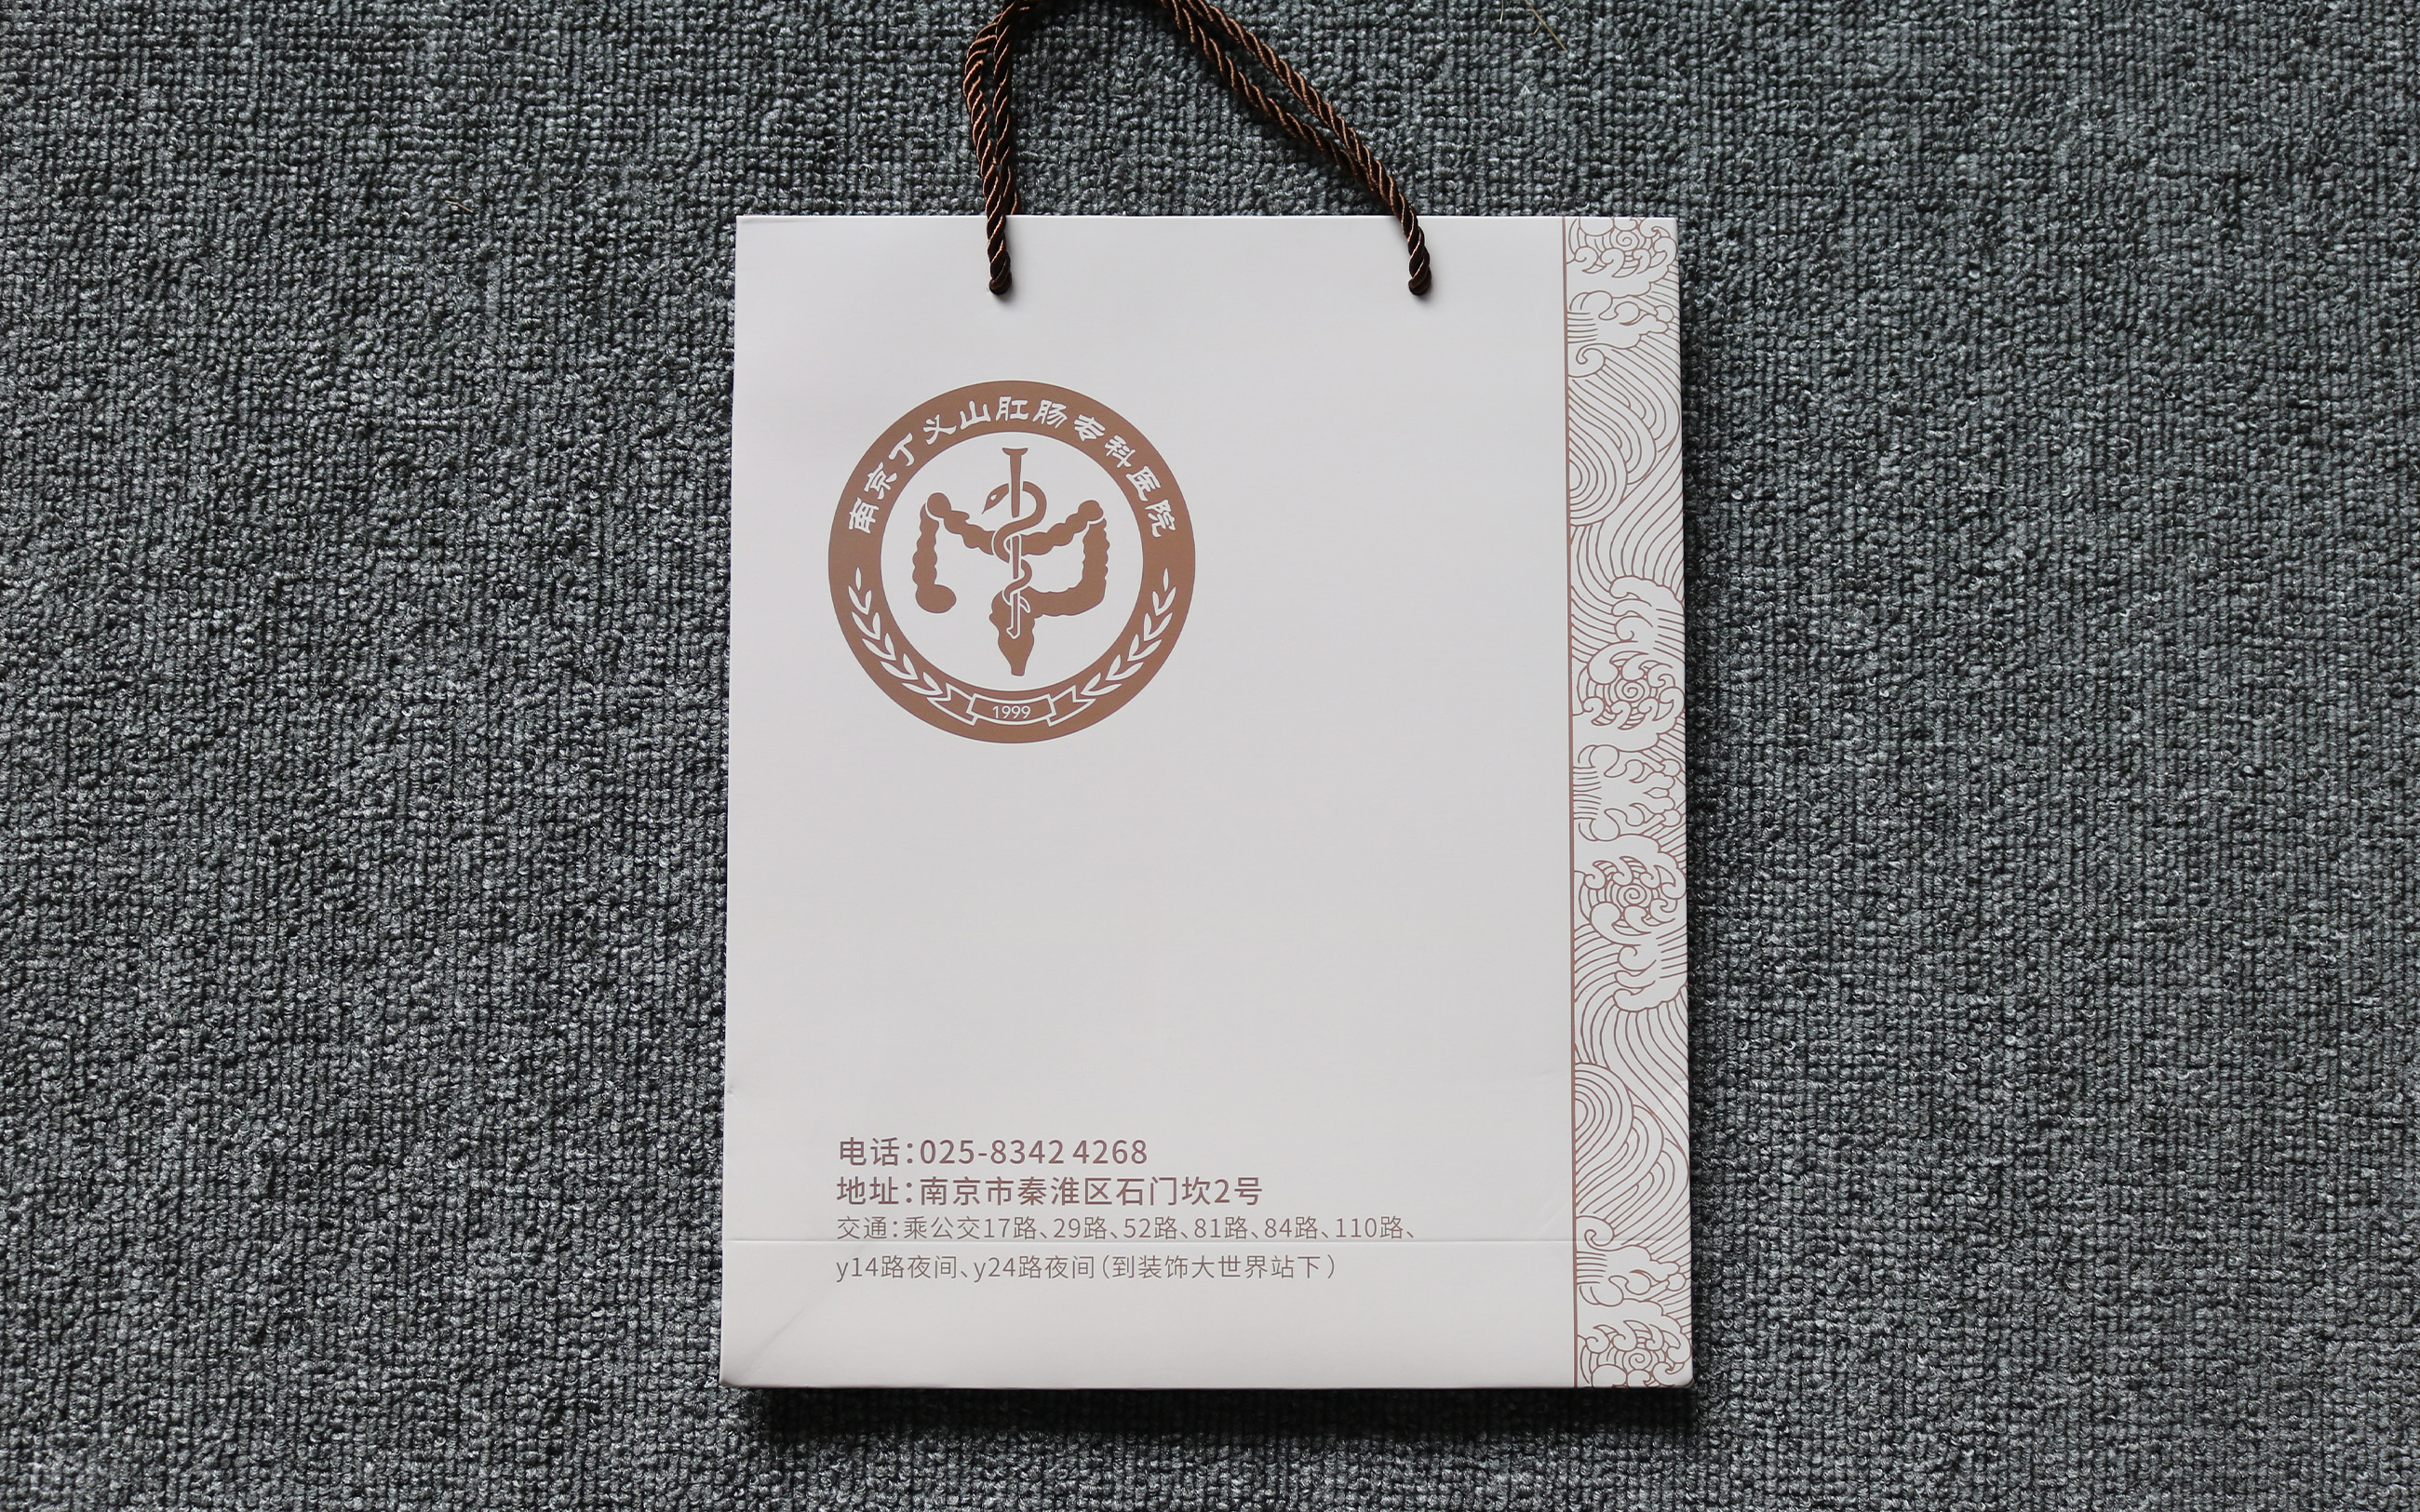 南京丁义山肛肠专科医院
1999
电话：025-8342 4268
地址：南京市秦淮区石门坎2号
交通：乘公交17路、29路、52路、81路、84路、110路、
y14路夜间、y24路夜间（到装饰大世界站下）